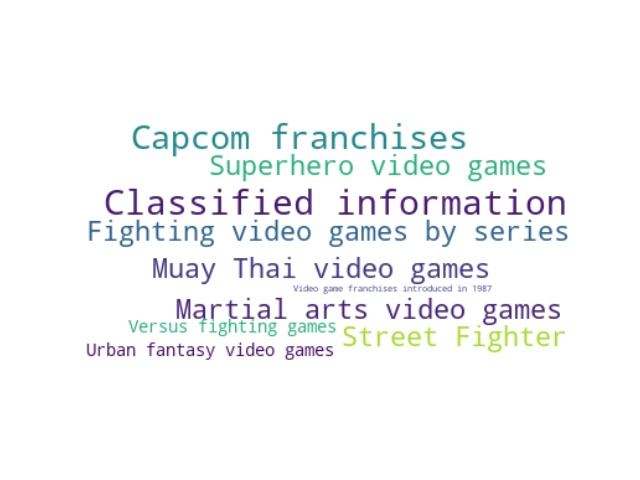 Capcom franchises
Superhero video games
Classified information
Fighting video games by series
Muay Thai video games
Video game franchises introduced in 1987
Martial arts video games
Versus fighting games
Street Fighter
Urban fantasy video games